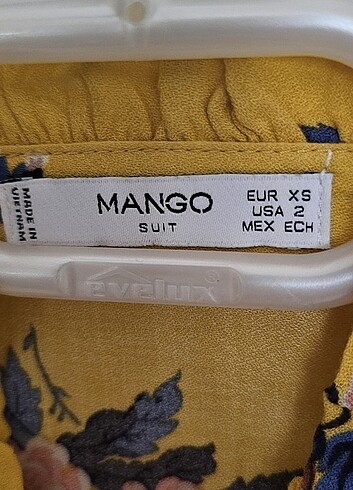 MADE IN
VIETNAM
MANGO
SUIT
EUR XS
USA 2
MEX ECH
evelux